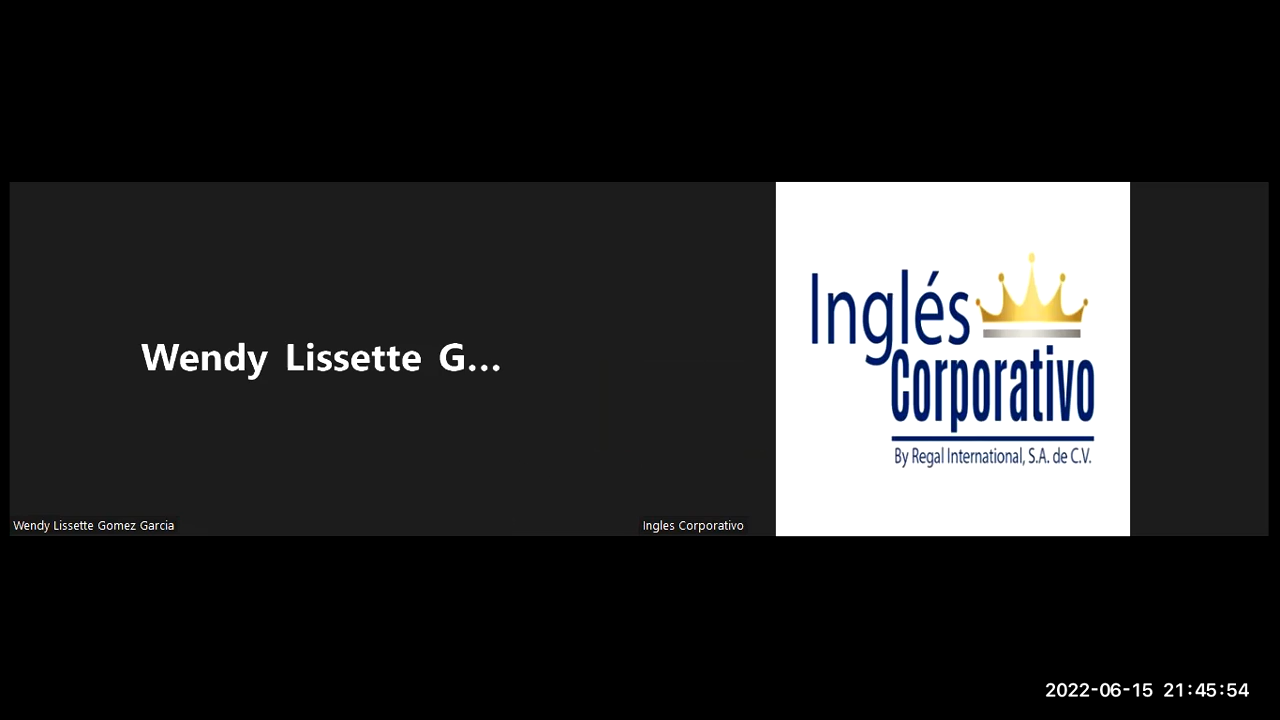 Wendy Lissette G...
Wendy Lissette Gomez Garcia
Ingles Corporativo
Inglés
Corporativo
By Regal International, S.A. de C.V.
2022-06-15 21:45:54